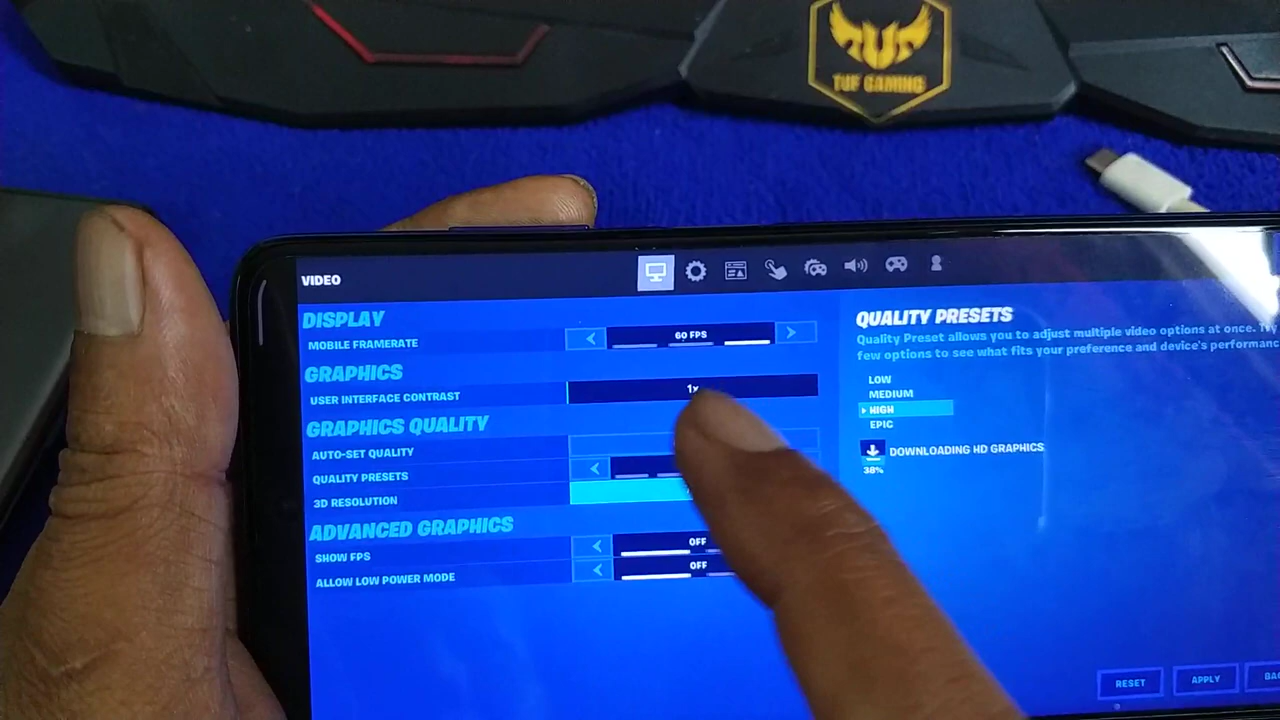 TUF GAMING
VIDEO
DISPLAY
MOBILE FRAMERATE
60 FPS
GRAPHICS
USER INTERFACE CONTRAST
1x
GRAPHICS QUALITY
AUTO-SET QUALITY
QUALITY PRESETS
3D RESOLUTION
ADVANCED GRAPHICS
SHOW FPS
OFF
ALLOW LOW POWER MODE
OFF
QUALITY PRESETS
Quality Preset allows you to adjust multiple video options at once. Try
few options to see what fits your preference and device's performanc
LOW
MEDIUM
HIGH
EPIC
DOWNLOADING HD GRAPHICS
38%
RESET
APPLY
BAC